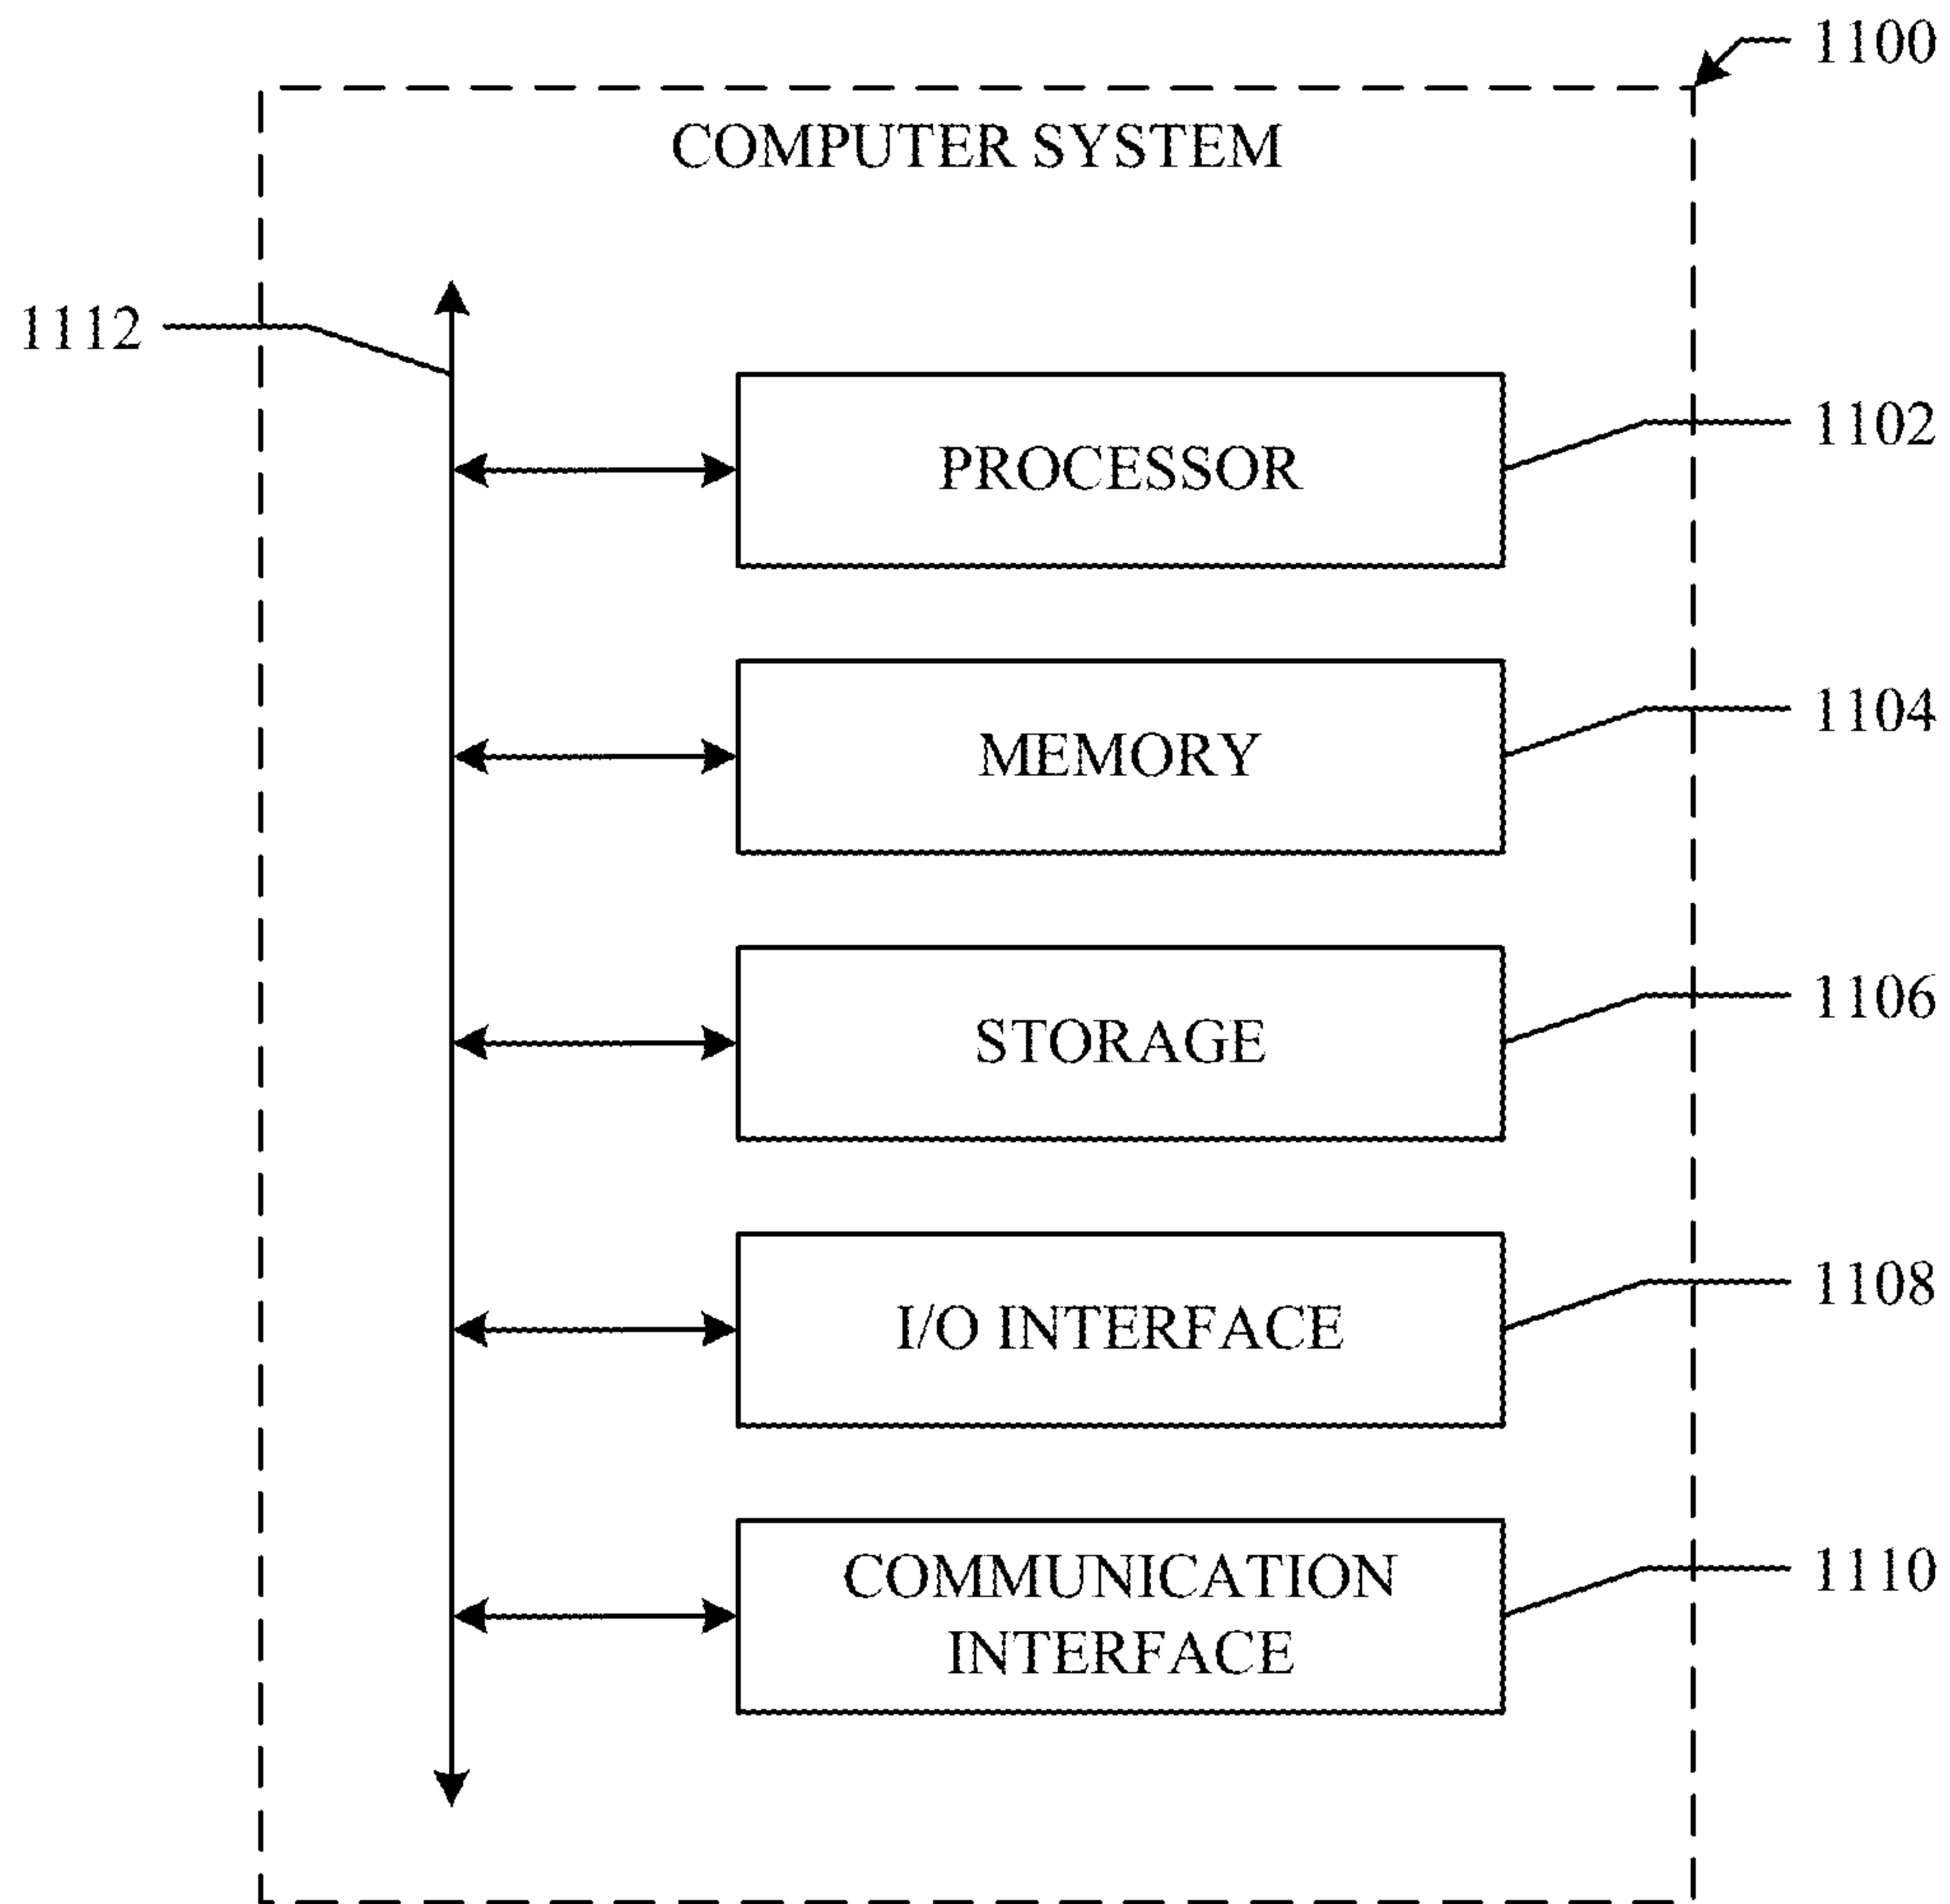 1100
COMPUTER SYSTEM
1112
1102
PROCESSOR
1104
MEMORY
1106
STORAGE
1108
I/O INTERFACE
1110
COMMUNICATION
INTERFACE